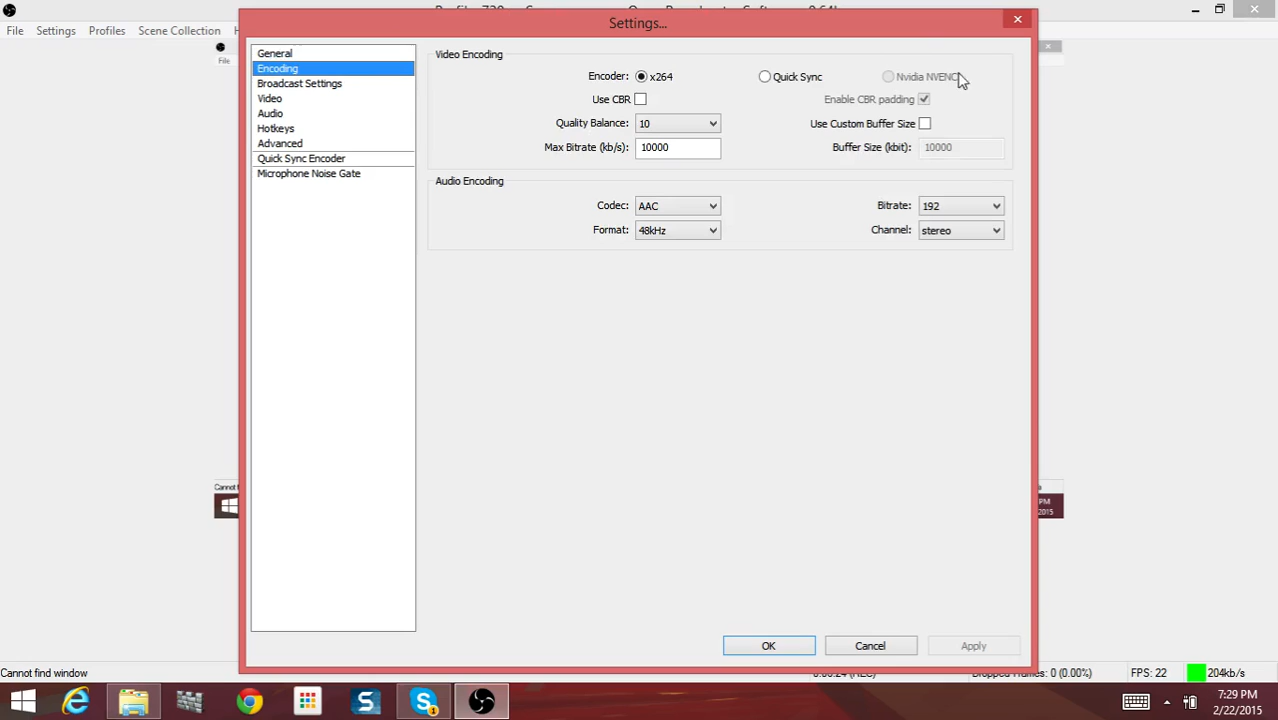 Settings...
File Settings Profiles Scene Collection
File
General
Encoding
Broadcast Settings
Video
Audio
Hotkeys
Advanced
Quick Sync Encoder
Microphone Noise Gate
Video Encoding
Encoder: x264 Quick Sync Nvidia NVENC
Use CBR Enable CBR padding
Quality Balance: 10 Use Custom Buffer Size
Max Bitrate (kb/s): 10000 Buffer Size (kbit): 10000
Audio Encoding
Codec: AAC Bitrate: 192
Format: 48kHz Channel: stereo
PM
2015
OK Cancel Apply
Cannot find window Dropped Frames: 0 (0.00%) FPS: 22 204kb/s
7:29 PM
2/22/2015